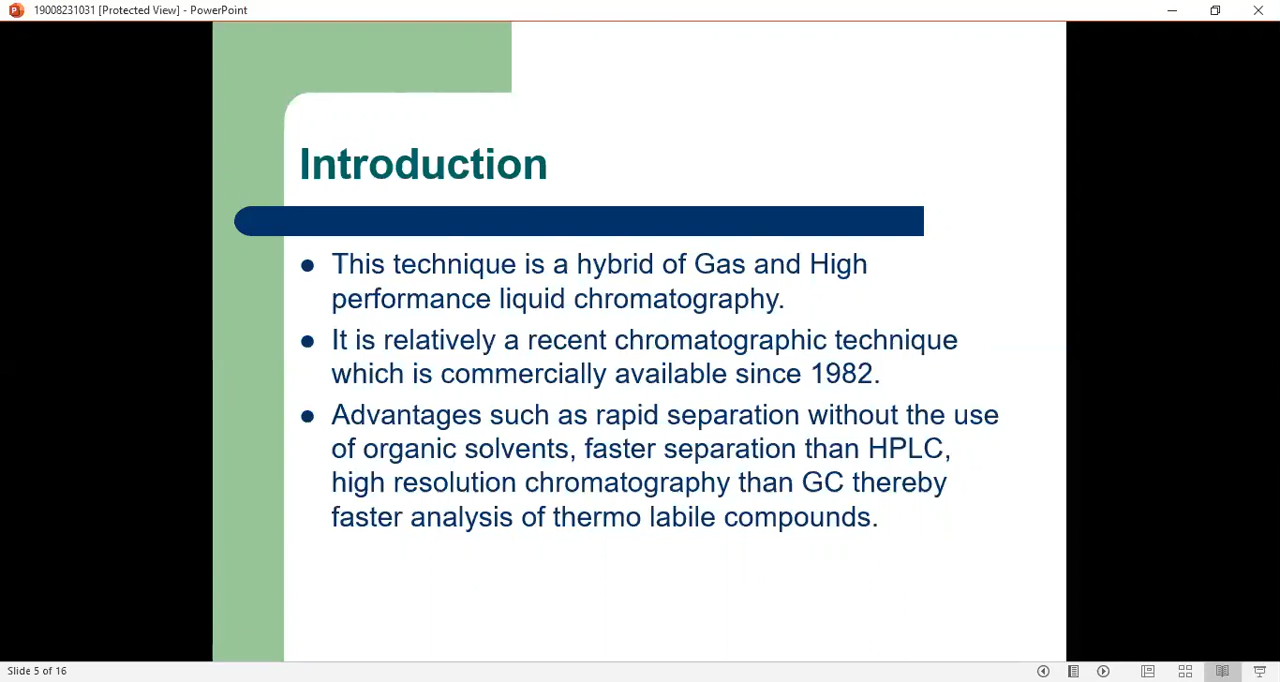 19008231031 [Protected View] - PowerPoint
Introduction
This technique is a hybrid of Gas and High
performance liquid chromatography.
It is relatively a recent chromatographic technique
which is commercially available since 1982.
Advantages such as rapid separation without the use
of organic solvents, faster separation than HPLC,
high resolution chromatography than GC thereby
faster analysis of thermo labile compounds.
Slide 5 of 16